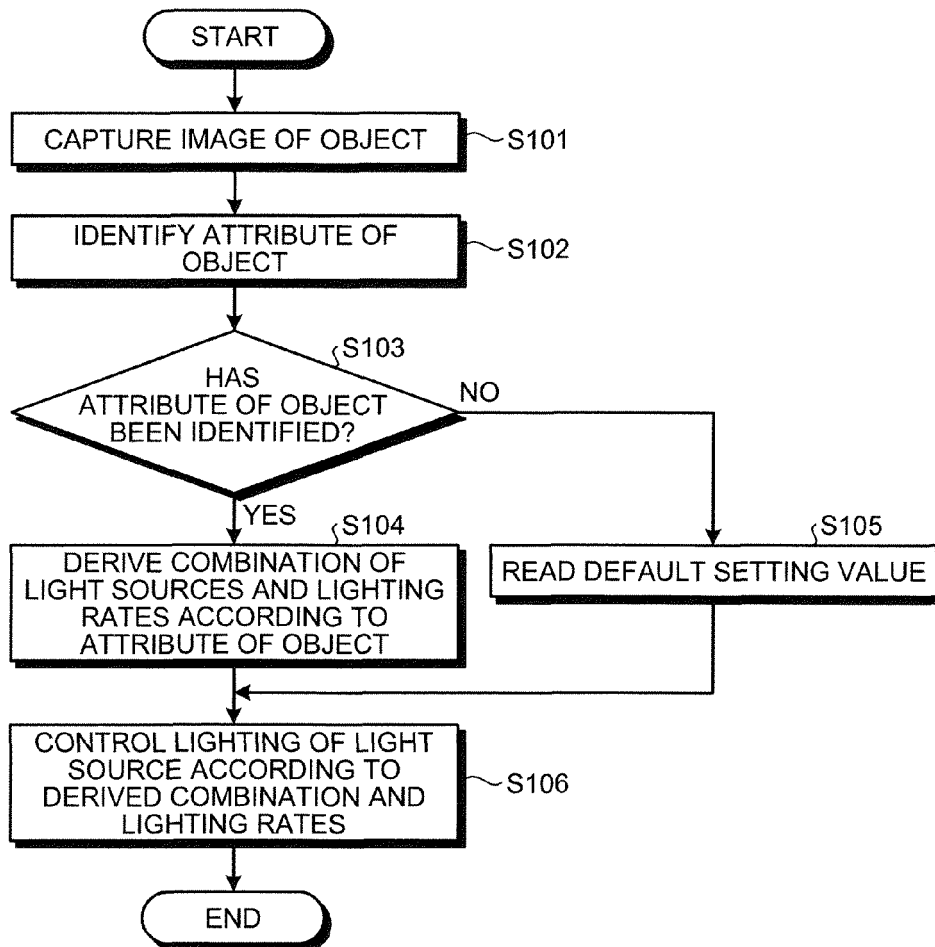 START
CAPTURE IMAGE OF OBJECT
S101
IDENTIFY ATTRIBUTE OF
OBJECT
S102
S103
HAS
ATTRIBUTE OF OBJECT
BEEN IDENTIFIED?
NO
YES
S104
DERIVE COMBINATION OF
LIGHT SOURCES AND LIGHTING
RATES ACCORDING TO
ATTRIBUTE OF OBJECT
S105
READ DEFAULT SETTING VALUE
CONTROL LIGHTING OF LIGHT
SOURCE ACCORDING TO
DERIVED COMBINATION AND
LIGHTING RATES
S106
END